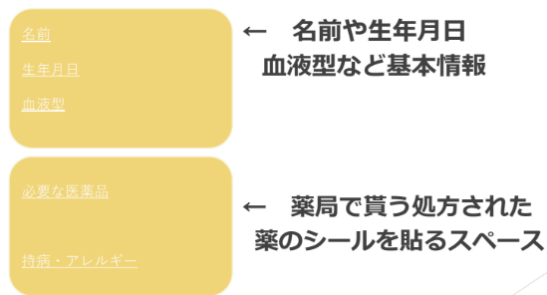 名前
生年月日
血液型
← 名前や生年月日
血液型など基本情報
必要な医薬品
持病・アレルギー
← 薬局で貰う処方された
薬のシールを貼るスペース